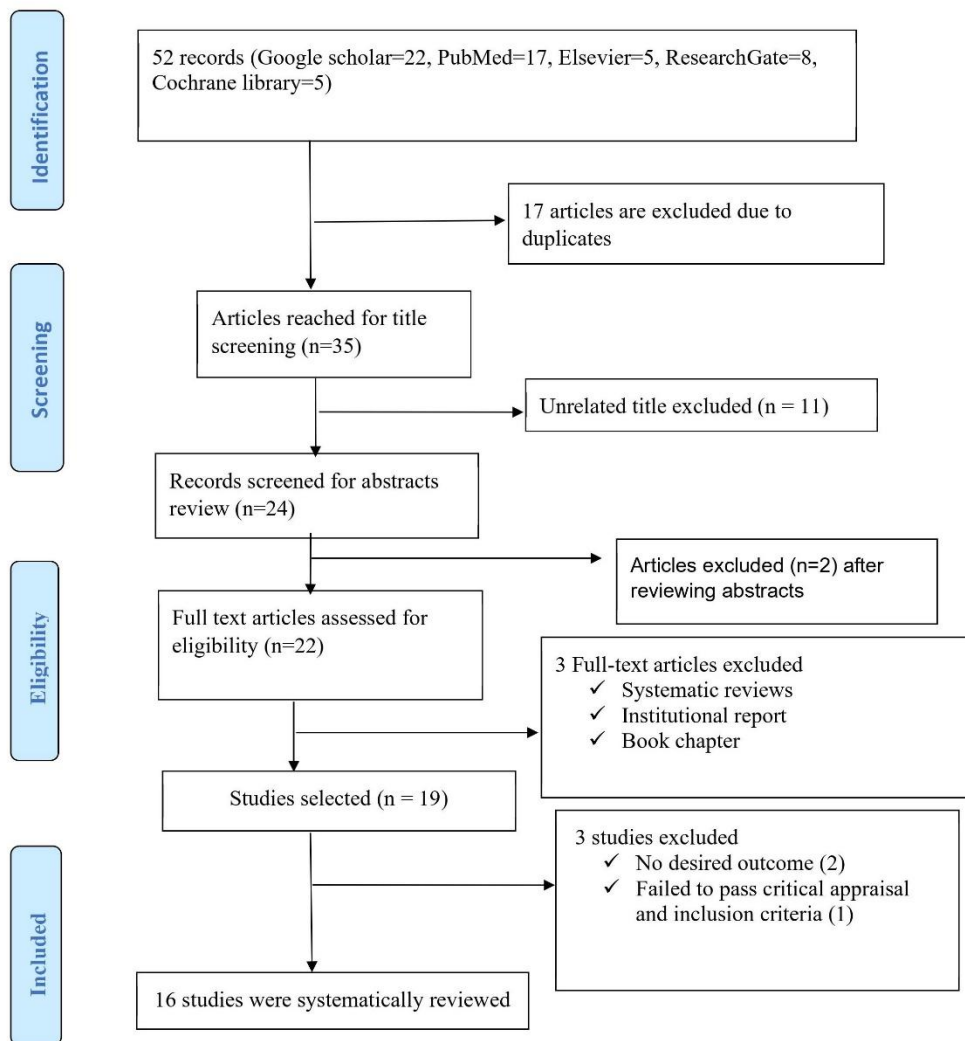 Identification
52 records (Google scholar=22, PubMed=17, Elsevier=5, ResearchGate=8,
Cochrane library=5)
17 articles are excluded due to
duplicates
Screening
Articles reached for title
screening (n=35)
Unrelated title excluded (n = 11)
Records screened for abstracts
review (n=24)
Articles excluded (n=2) after
reviewing abstracts
Eligibility
Full text articles assessed for
eligibility (n=22)
3 Full-text articles excluded
✓ Systematic reviews
✓ Institutional report
✓ Book chapter
Studies selected (n = 19)
Included
3 studies excluded
✓ No desired outcome (2)
✓ Failed to pass critical appraisal
and inclusion criteria (1)
16 studies were systematically reviewed